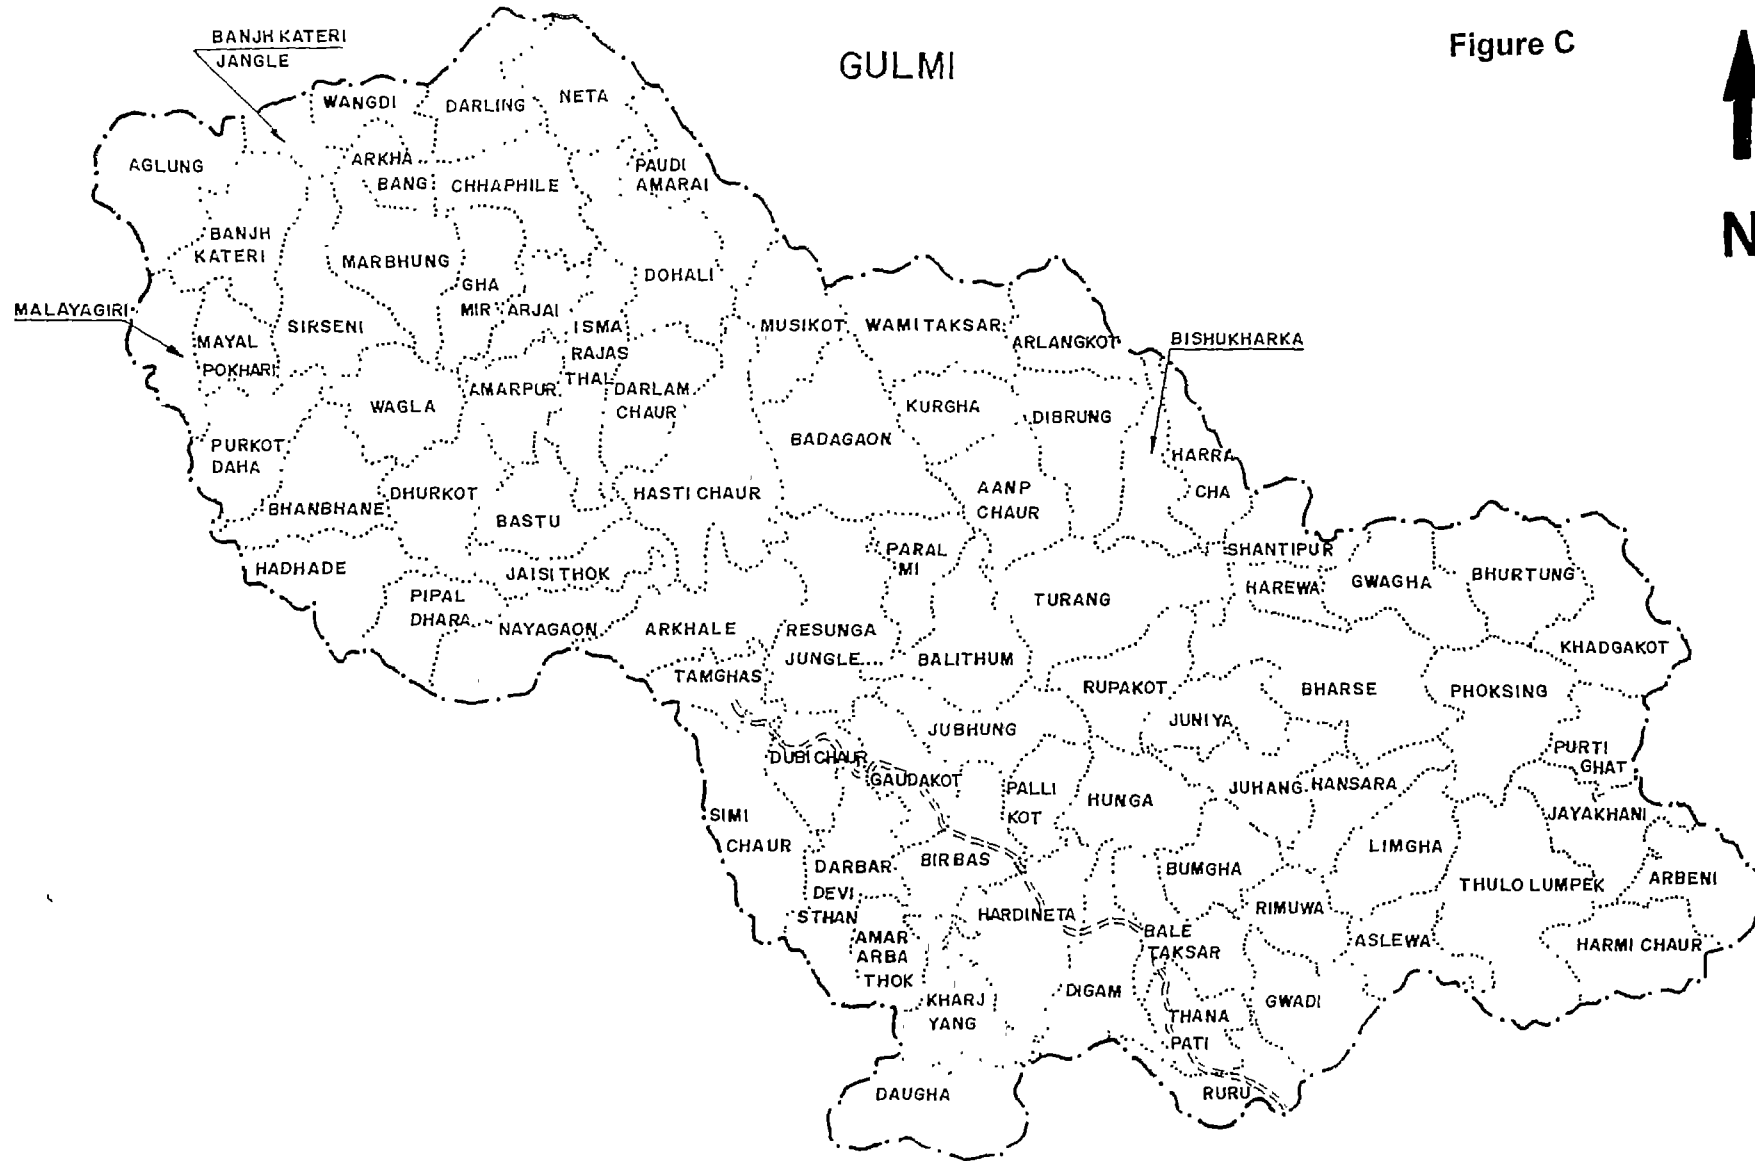 Figure C
GULMI
N
BANJH KATERI
JANGLE
WANGDI
DARLING
NETA
AGLUNG
ARKHA
BANG
CHHAPHILE
PAUDI
AMARAI
BANJH
KATERI
MARBHUNG
GHA
MIR
ARJAI
DOHALI
MALAYAGIRI
MAYAL
POKHARI
SIRSENI
ISMA
RAJAS
THAL
MUSIKOT
WAMITAKSAR
ARLANGKOT
BISHUKHARKA
WAGLA
AMARPUR
DARLAM
CHAUR
KURGHA
DIBRUNG
PURKOT
DAHA
BADAGAON
HARRA
CHA
BHANBHANE
DHURKOT
BASTU
HASTI CHAUR
AANP
CHAUR
HADHADE
JAISITHOK
PARAL
MI
SHANTIPUR
PIPAL
DHARA
TURANG
HAREWA
GWAGHA
BHURTUNG
NAYAGAON
ARKHALE
RESUNGA
JUNGLE
BALITHUM
KHADGAKOT
TAMGHAS
RUPAKOT
BHARSE
PHOKSING
JUBHUNG
JUNIYA
DUBICHAUR
GAUDAKOT
PALLI
KOT
HUNGA
JUHANG
HANSARA
PURTI
GHAT
SIMI
CHAUR
JAYAKHANI
DARBAR
DEVI
STHAN
BIRBAS
BUMGHA
LIMGHA
THULO LUMPEK
ARBENI
HARDINETA
RIMUWA
AMAR
ARBA
THOK
BALE
TAKSAR
ASLEWA
HARMI CHAUR
KHARJ
YANG
DIGAM
GWADI
THANA
PATI
DAUGHA
RURU